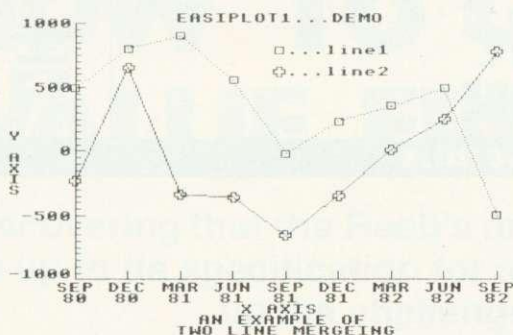 EASIPLOT1...DEMO
1000
500
0
-500
-1000
Y AXIS
...line1
...line2
SEP 80
DEC 80
MAR 81
JUN 81
SEP 81
DEC 81
MAR 82
JUN 82
SEP 82
X AXIS
AN EXAMPLE OF
TWO LINE MERGEING